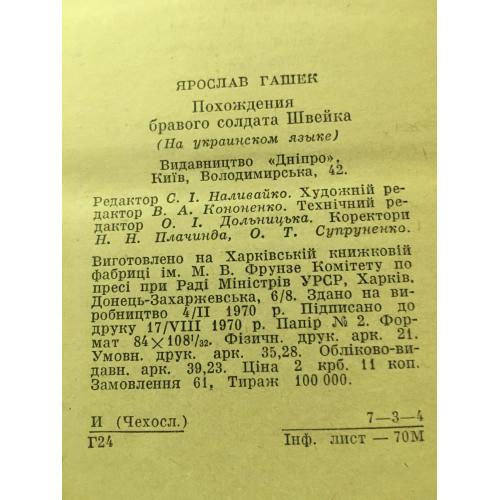 ЯРОСЛАВ ГАШЕК
Похождения
бравого солдата Швейка
(На украинском языке)
Видавництво «Дніпро»,
Київ, Володимирська, 42.
Редактор С. І. Наливайко. Художній ре-
дактор В. А. Кононенко. Технічний ре-
дактор О. І. Дольницька. Коректори
Н. Н. Плачинда, О. Т. Супруненко.
Виготовлено на Харківській книжковій
фабриці ім. М. В. Фрунзе Комітету по
пресі при Раді Міністрів УРСР, Харків,
Донець-Захаржевська, 6/8. Здано на ви-
робництво 4/II 1970 р. Підписано до
друку 17/VIII 1970 р. Папір № 2. Фор-
мат 84×108¹/₃₂. Фізичн. друк. арк. 21.
Умовн. друк. арк. 35,28. Обліково-ви-
давн. арк. 39,23. Ціна 2 крб. 11 коп.
Замовлення 61, Тираж 100 000.
И (Чехосл.) 7—3—4
Г24 Інф. лист — 70М